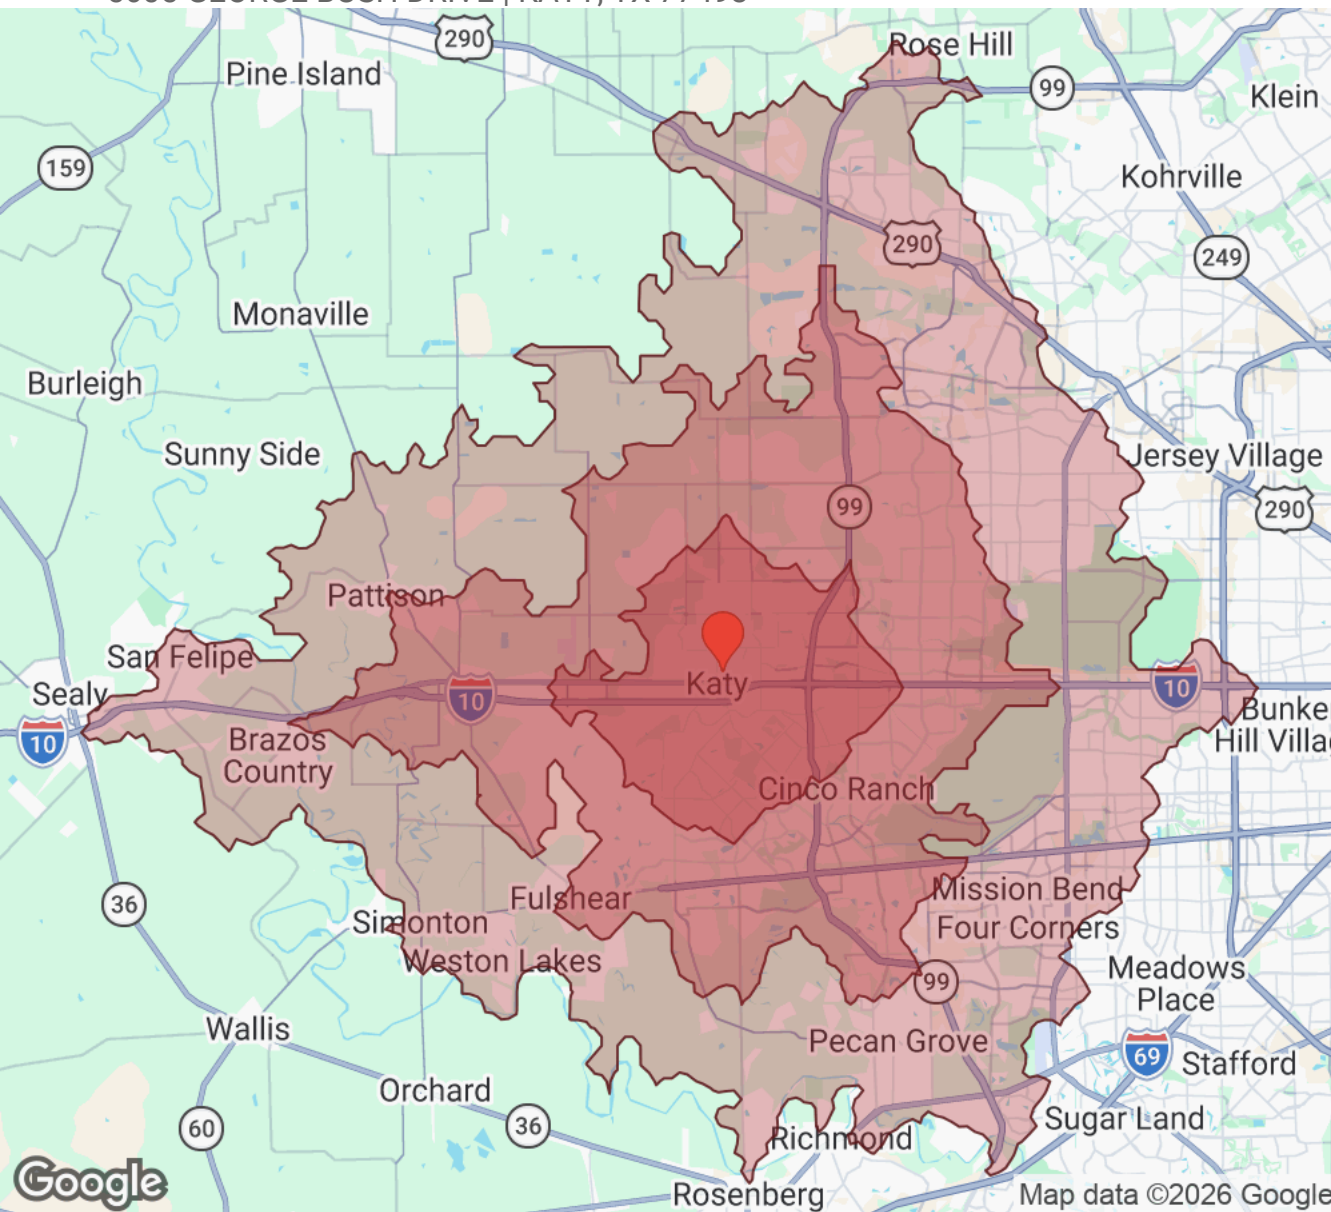 290
Rose Hill
Pine Island
99
Klein
159
Kohrville
290
249
Monaville
Burleigh
Sunny Side
Jersey Village
99
290
Pattison
San Felipe
Katy
Sealy
10
10
10
Brazos
Country
Bunke
Hill Villa
Cinco Ranch
Fulshear
Mission Bend
36
Simonton
Four Corners
Weston Lakes
Meadows
Place
99
Wallis
Pecan Grove
69
Stafford
Orchard
60
36
Richmond
Sugar Land
Google
Rosenberg
Map data ©2026 Google